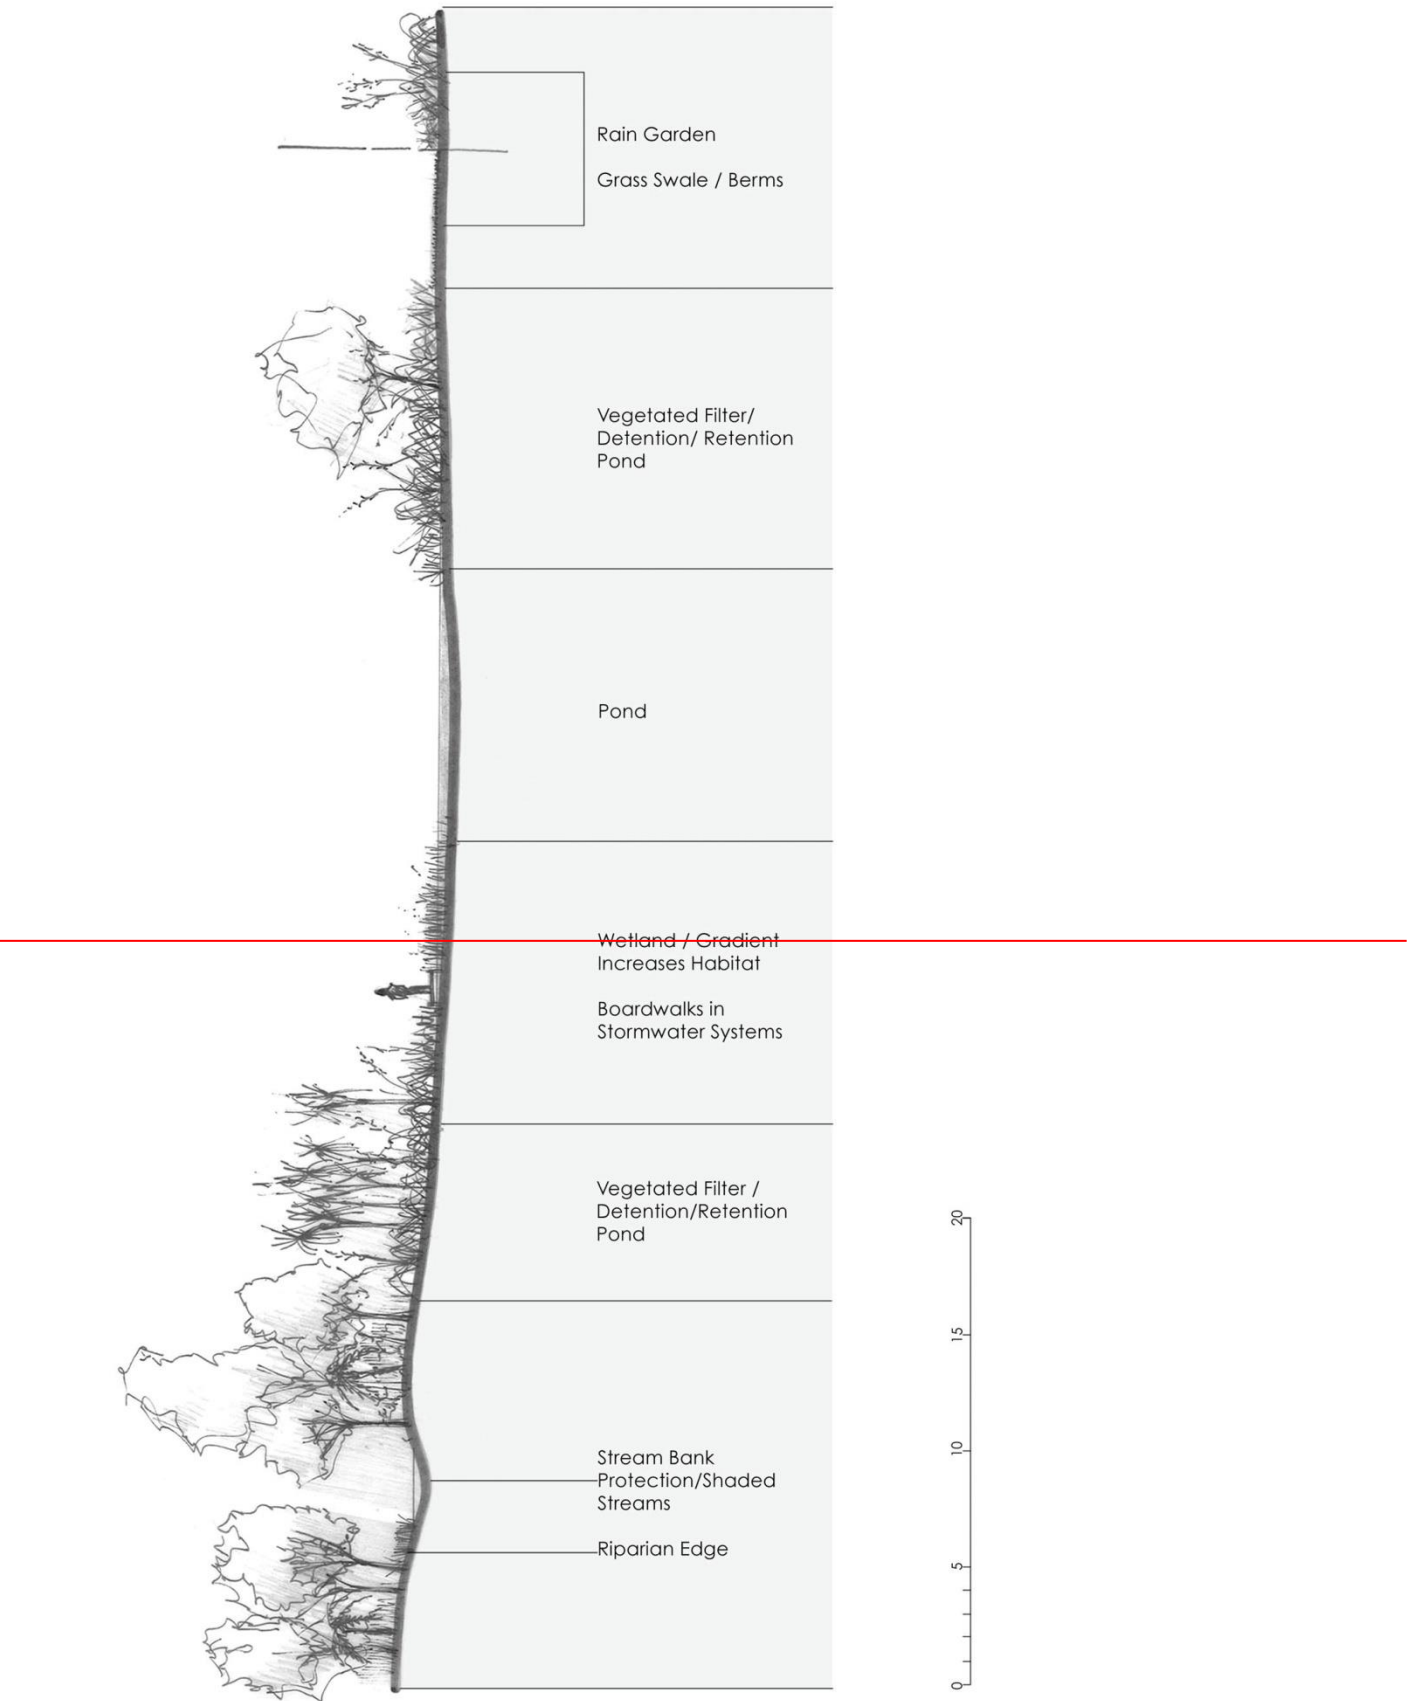 Rain Garden
Grass Swale / Berms
Vegetated Filter/
Detention/ Retention
Pond
Pond
Wetland / Gradient
Increases Habitat
Boardwalks in
Stormwater Systems
Vegetated Filter /
Detention/Retention
Pond
Stream Bank
Protection/Shaded
Streams
Riparian Edge
20
15
10
5
0